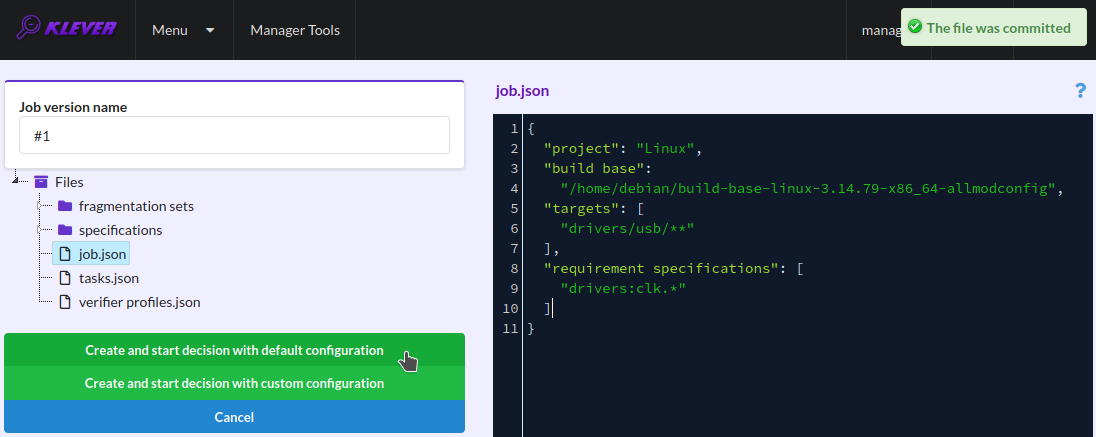 KLEVER
Menu
Manager Tools
manag
The file was committed
Job version name
#1
Files
fragmentation sets
specifications
job.json
tasks.json
verifier profiles.json
Create and start decision with default configuration
Create and start decision with custom configuration
Cancel
job.json
?
1 {
2 "project": "Linux",
3 "build base":
4 "/home/debian/build-base-linux-3.14.79-x86_64-allmodconfig",
5 "targets": [
6 "drivers/usb/**"
7 ],
8 "requirement specifications": [
9 "drivers:clk.*"
10 ]
11 }